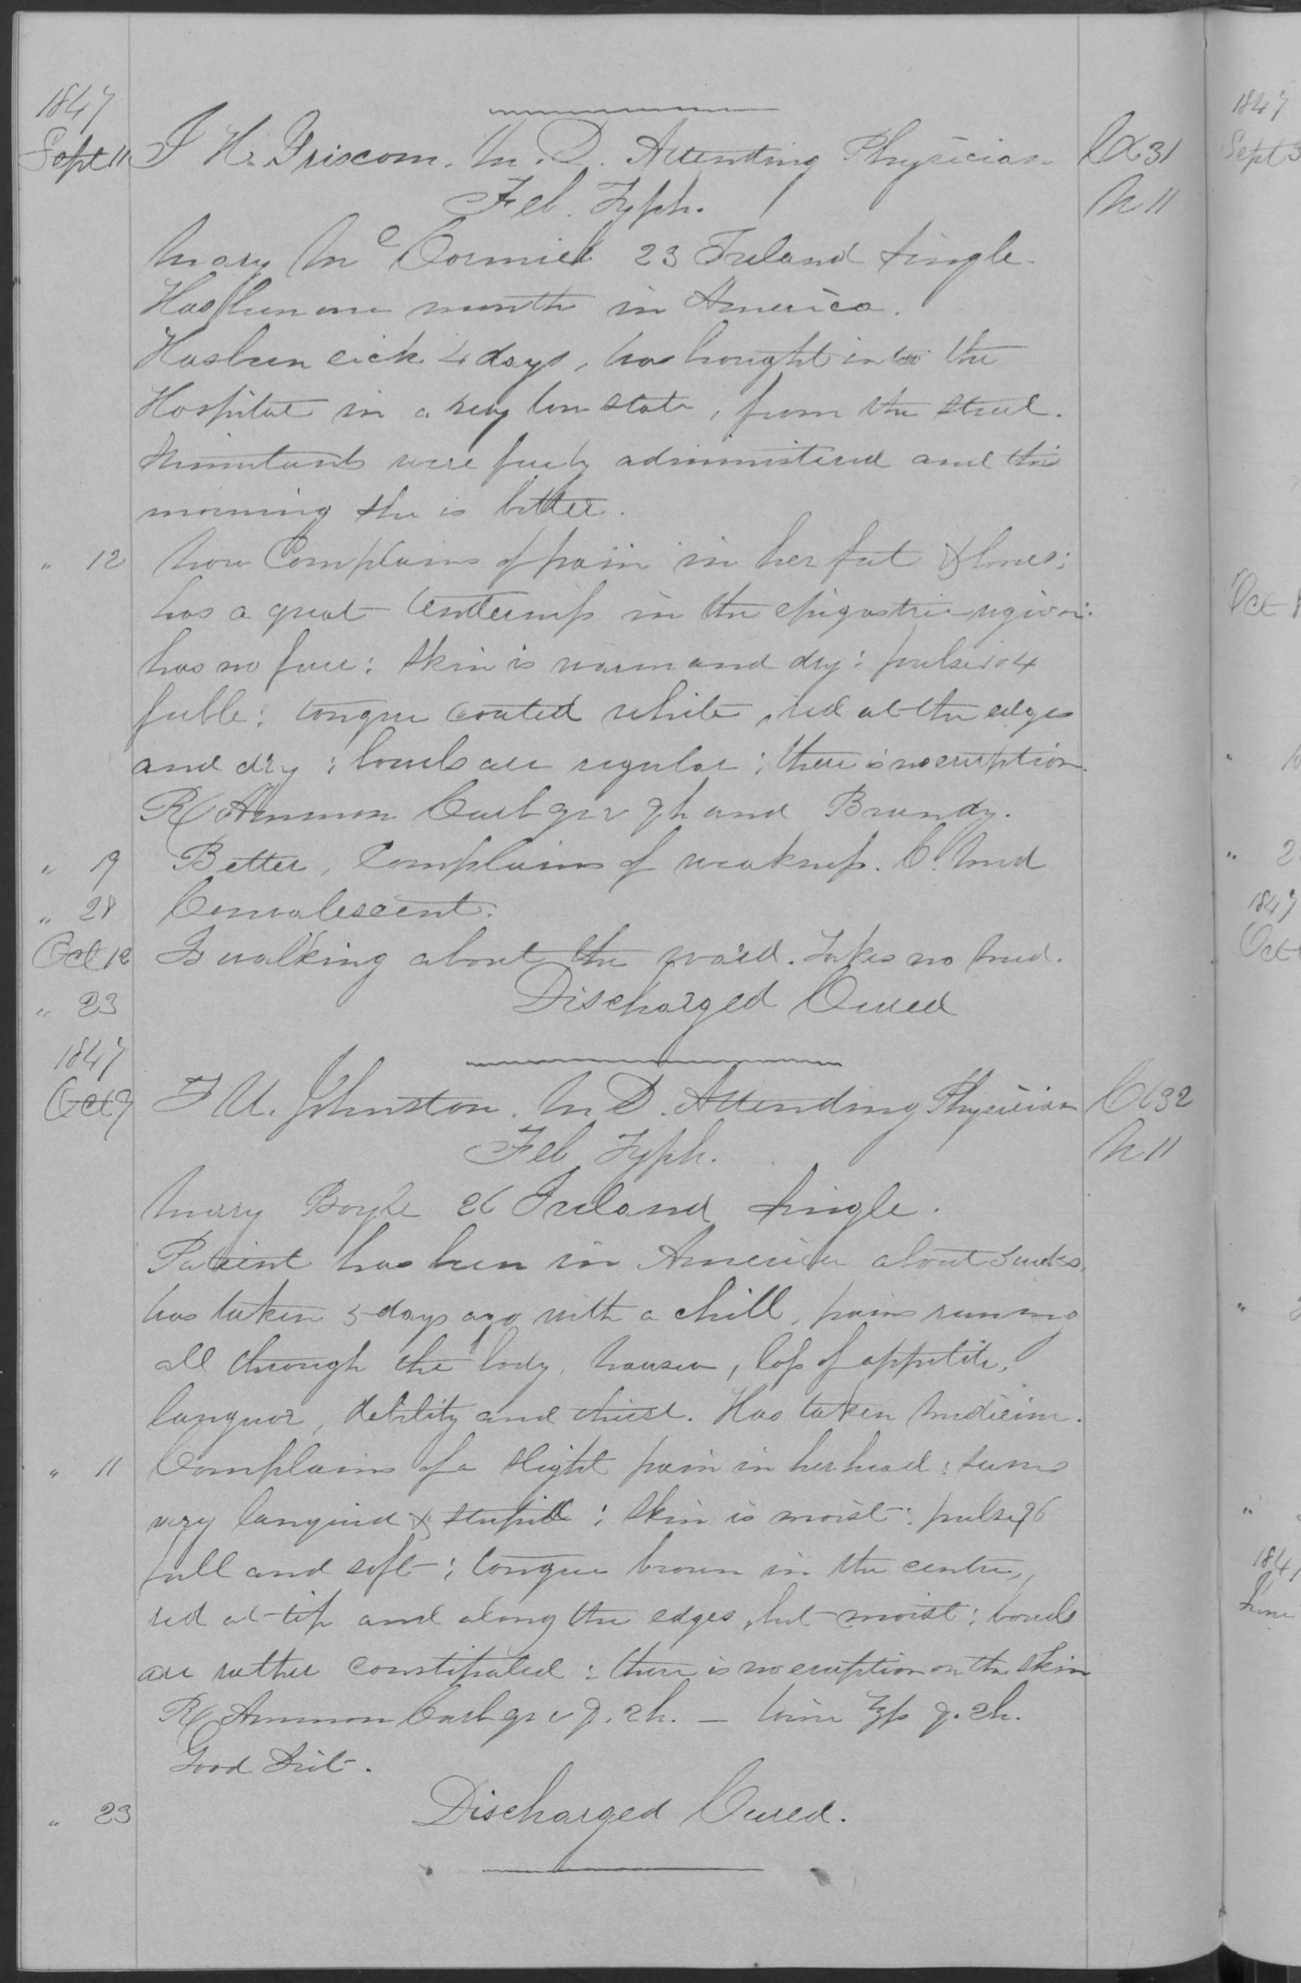 1847
Sept 11 J H. Griscom. M. D. Attending Physician C 31
Feb. Typh. N 11
Mary McCormick 23 Ireland Single.
Has been one month in America.
Has been sick 4 days, was brought into the
Hospital in a very low state, from the street.
Stimulants were freely administered and this
morning she is better.
" 12 Now Complains of pain in her feet & bones:
has a great tenderness in the epigastric region:
has no fever: Skin is warm and dry: pulse 104
feeble: tongue coated white, red at the edges
and dry: bowels are regular: there is no eruption.
R Ammon Carb gr v 2h and Brandy.
" 19 Better, Complains of weakness. C. Med
" 28 Convalescent.
Oct 12 Is walking about the ward. Takes no Med.
" 23 Discharged Cured
1847
Oct 9 F U. Johnston. M D. Attending Physician C 32
Feb Typh. N 11
Mary Boyle 26 Ireland Single.
Patient has been in America about 3 weeks,
was taken 5 days ago with a chill, pains running
all through the body, nausea, loss of appetite,
languor, debility and thirst. Has taken Medicine.
" 11 Complains of a slight pain in her head: seems
very languid & stupid: Skin is moist: pulse 96
full and soft: tongue brown in the centre,
red at tip and along the edges, but moist: bowels
are rather constipated: there is no eruption on the Skin
R Ammon Carb gr v q. 2h. — Wine ℥ss q. 2h.
Good Diet.
" 23 Discharged Cured.
1847
Sept
Oct
"
" 2
1847
Oct
"
"
184
June